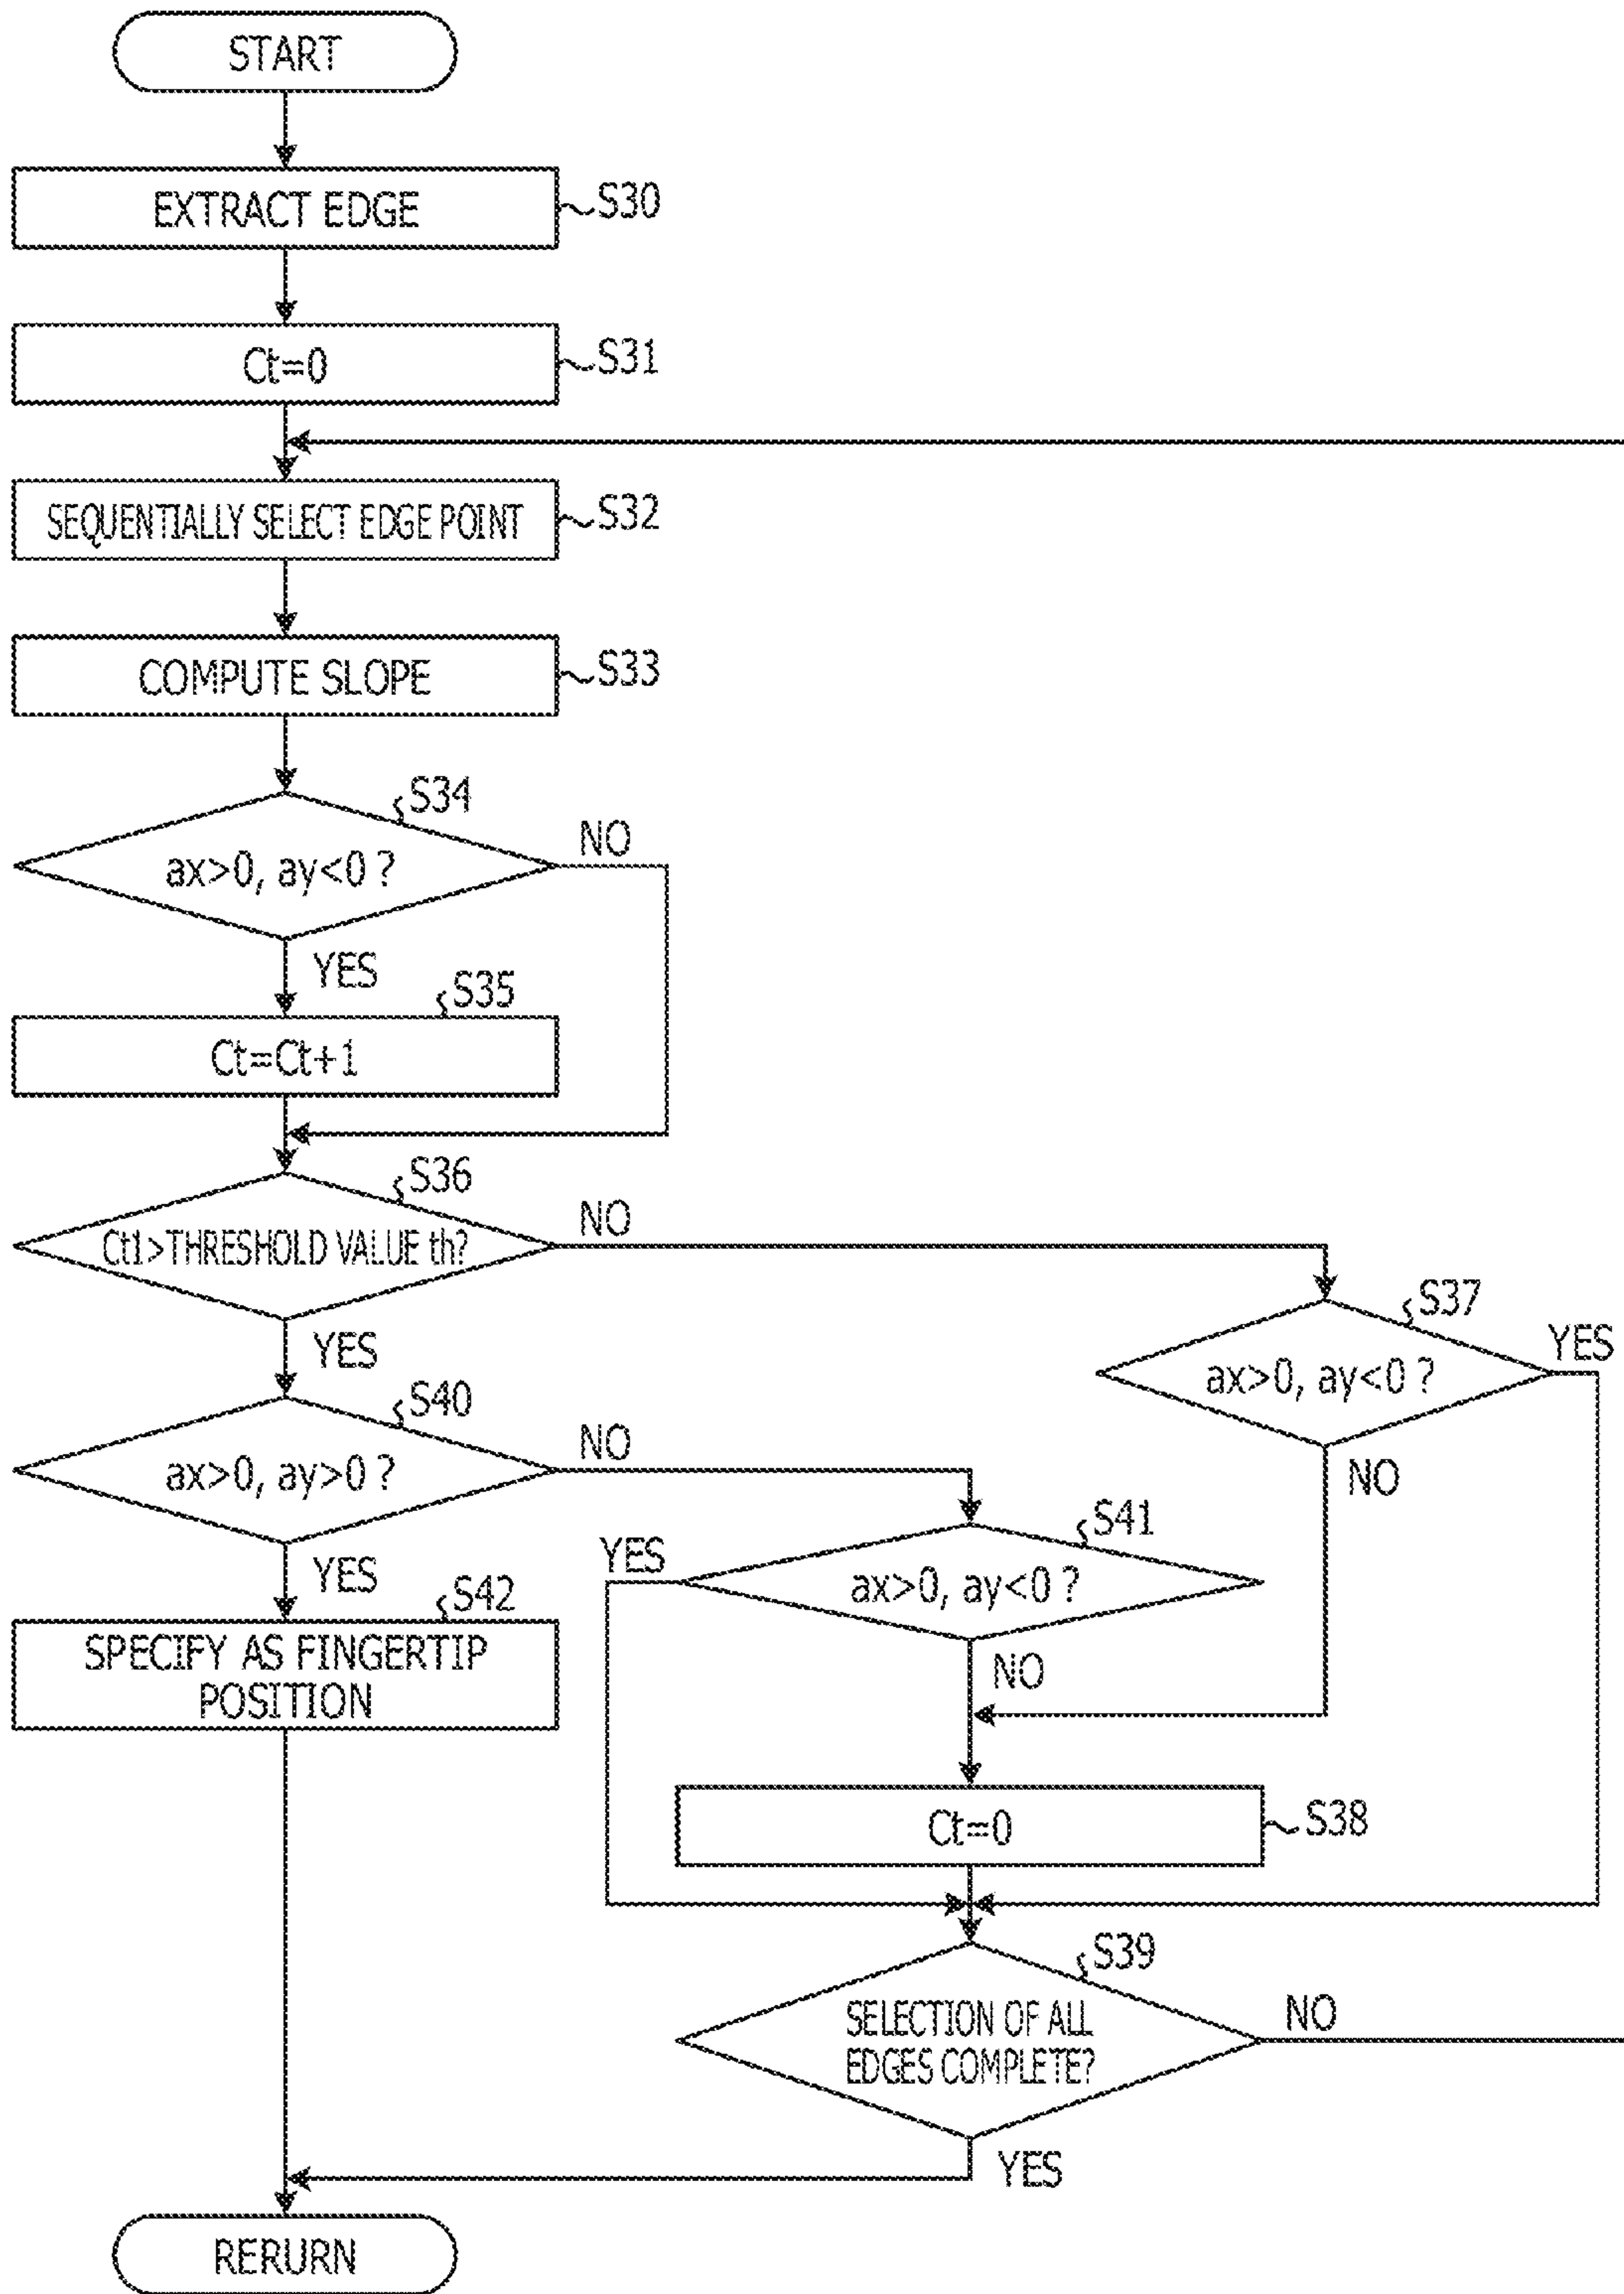 START
EXTRACT EDGE
S30
Ct=0
S31
SEQUENTIALLY SELECT EDGE POINT
S32
COMPUTE SLOPE
S33
S34
ax>0, ay<0 ?
NO
YES
S35
Ct=Ct+1
S36
Ct1>THRESHOLD VALUE th?
NO
YES
S37
ax>0, ay<0 ?
YES
NO
S40
ax>0, ay>0 ?
NO
YES
S41
ax>0, ay<0 ?
YES
NO
S42
SPECIFY AS FINGERTIP
POSITION
Ct=0
S38
S39
SELECTION OF ALL
EDGES COMPLETE?
NO
YES
RERURN